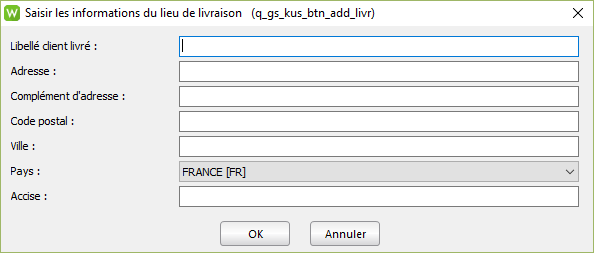 W Saisir les informations du lieu de livraison (q_gs_kus_btn_add_livr)
Libellé client livré :
Adresse :
Complément d'adresse :
Code postal :
Ville :
Pays : FRANCE [FR]
Accise :
OK Annuler